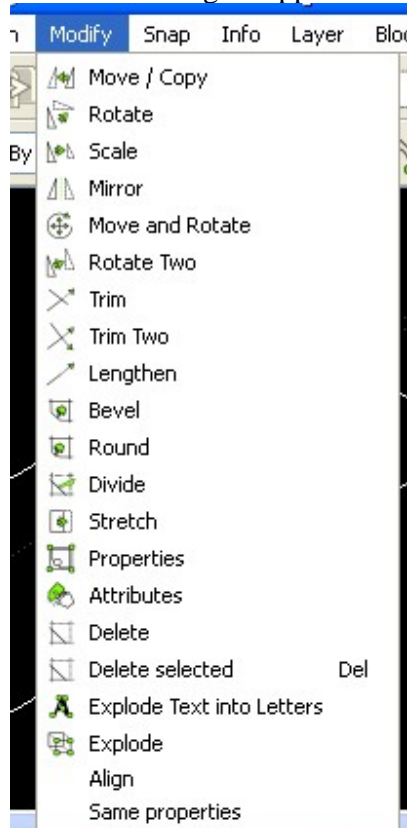 Modify Snap Info Layer
By
Move / Copy
Rotate
Scale
Mirror
Move and Rotate
Rotate Two
Trim
Trim Two
Lengthen
Bevel
Round
Divide
Stretch
Properties
Attributes
Delete
Delete selected Del
Explode Text into Letters
Explode
Align
Same properties